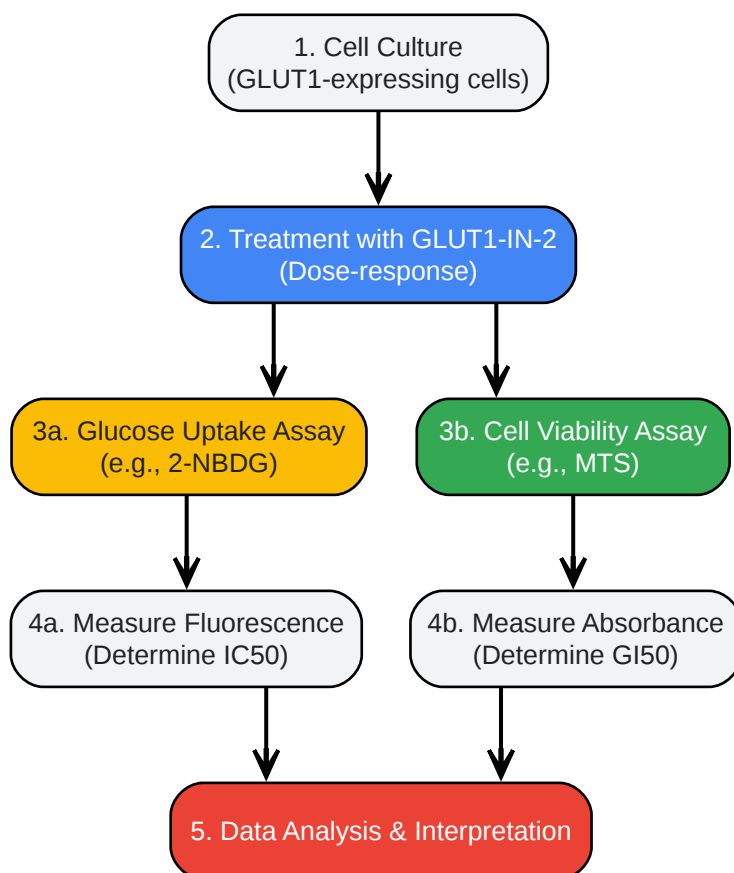 1. Cell Culture
(GLUT1-expressing cells)
2. Treatment with GLUT1-IN-2
(Dose-response)
3a. Glucose Uptake Assay
(e.g., 2-NBDG)
3b. Cell Viability Assay
(e.g., MTS)
4a. Measure Fluorescence
(Determine IC50)
4b. Measure Absorbance
(Determine GI50)
5. Data Analysis & Interpretation